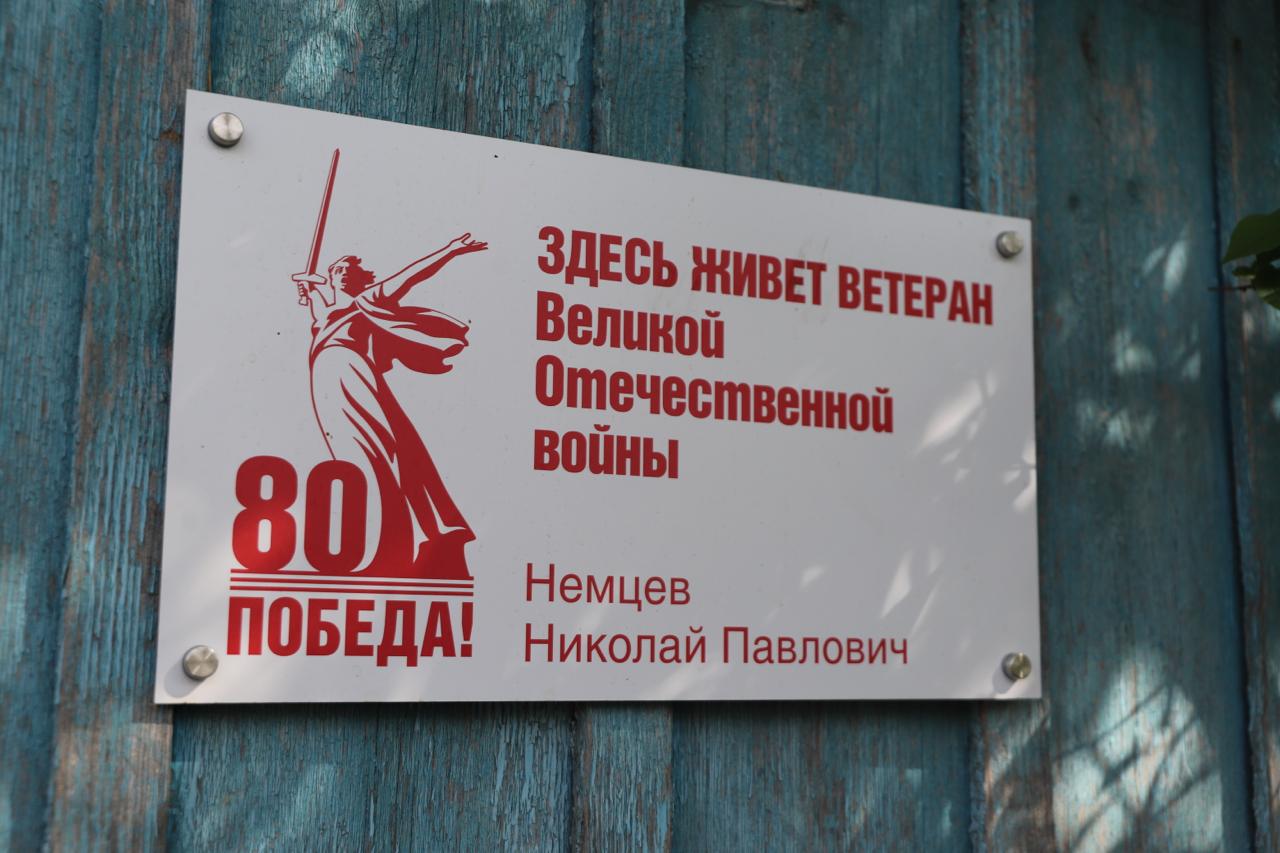 ЗДЕСЬ ЖИВЕТ ВЕТЕРАН
Великой
Отечественной
войны
80
ПОБЕДА!
Немцев
Николай Павлович